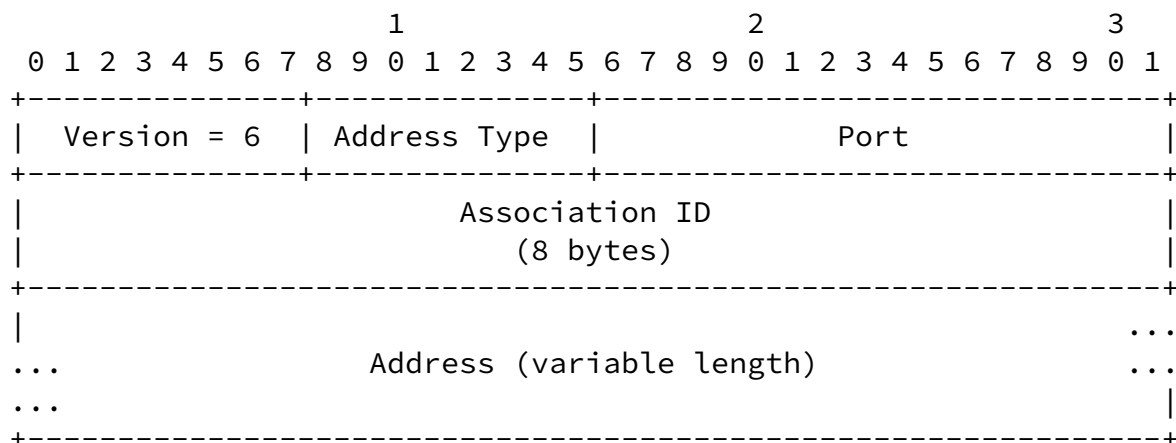 1                   2                   3
 0 1 2 3 4 5 6 7 8 9 0 1 2 3 4 5 6 7 8 9 0 1 2 3 4 5 6 7 8 9 0 1
+---------------+---------------+-------------------------------+
|  Version = 6  | Address Type  |             Port              |
+---------------+---------------+-------------------------------+
|                        Association ID                         |
|                           (8 bytes)                           |
+---------------------------------------------------------------+
|                                                             ...
...                 Address (variable length)                 ...
...                                                             |
+---------------------------------------------------------------+